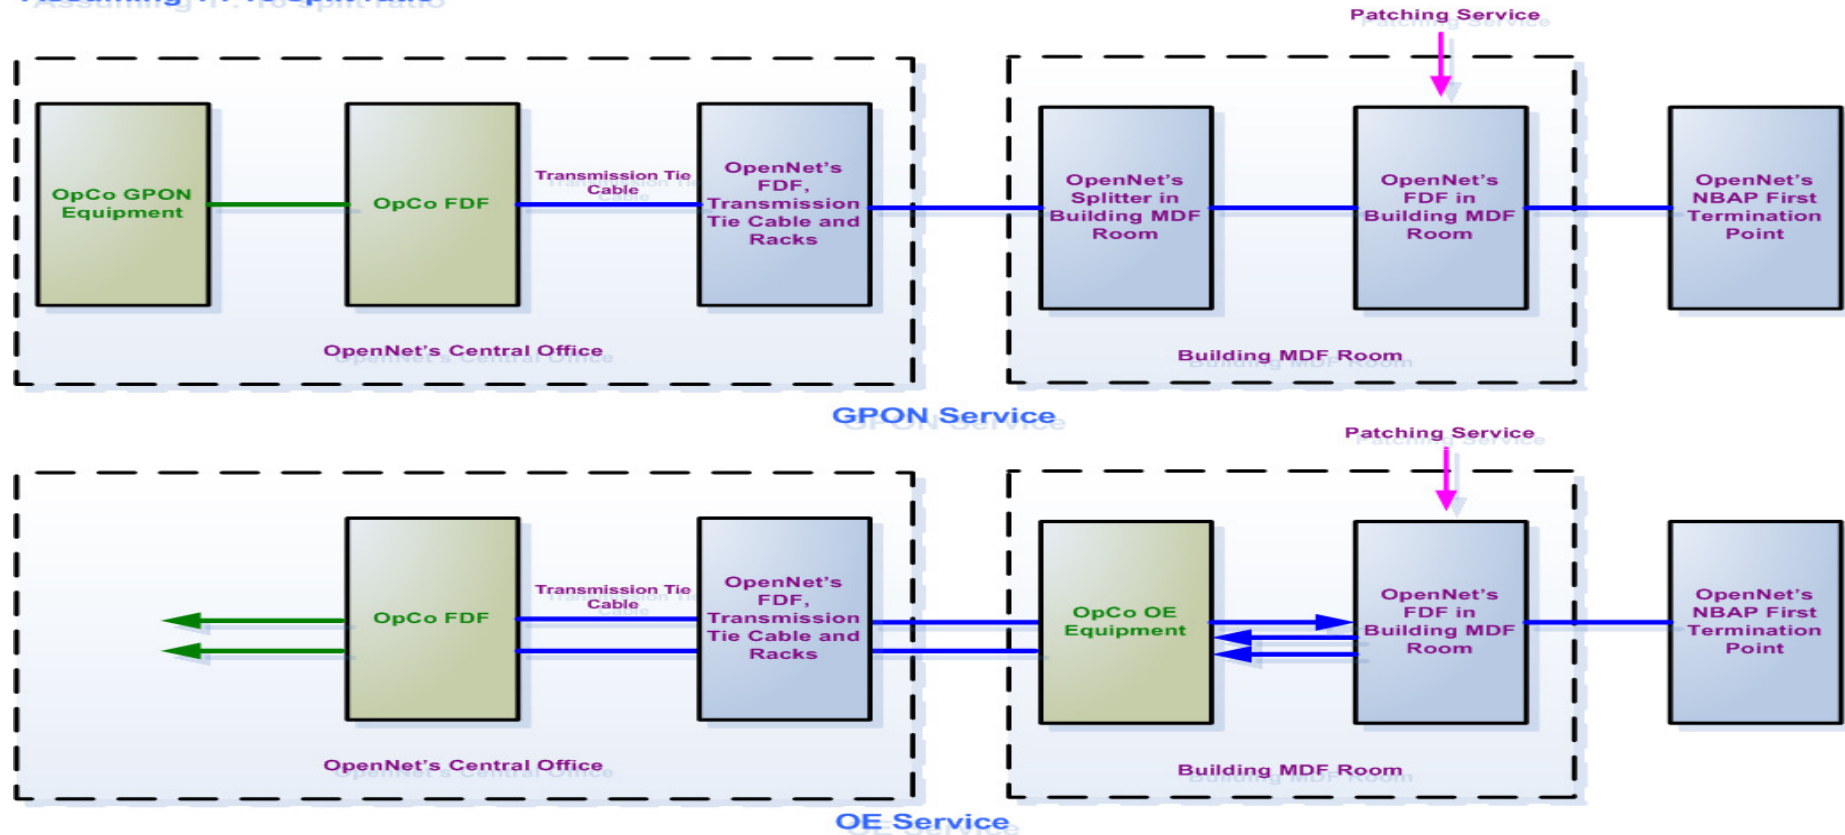 Patching Service
OpCo GPON
Equipment
OpCo FDF
Transmission Tie
Cable
OpenNet's
FDF,
Transmission
Tie Cable and
Racks
OpenNet's
Splitter in
Building MDF
Room
OpenNet's
FDF in
Building MDF
Room
OpenNet's
NBAP First
Termination
Point
OpenNet's Central Office
Building MDF Room
GPON Service
Patching Service
OpCo FDF
Transmission Tie
Cable
OpenNet's
FDF,
Transmission
Tie Cable and
Racks
OpCo OE
Equipment
OpenNet's
FDF in
Building MDF
Room
OpenNet's
NBAP First
Termination
Point
OpenNet's Central Office
Building MDF Room
OE Service